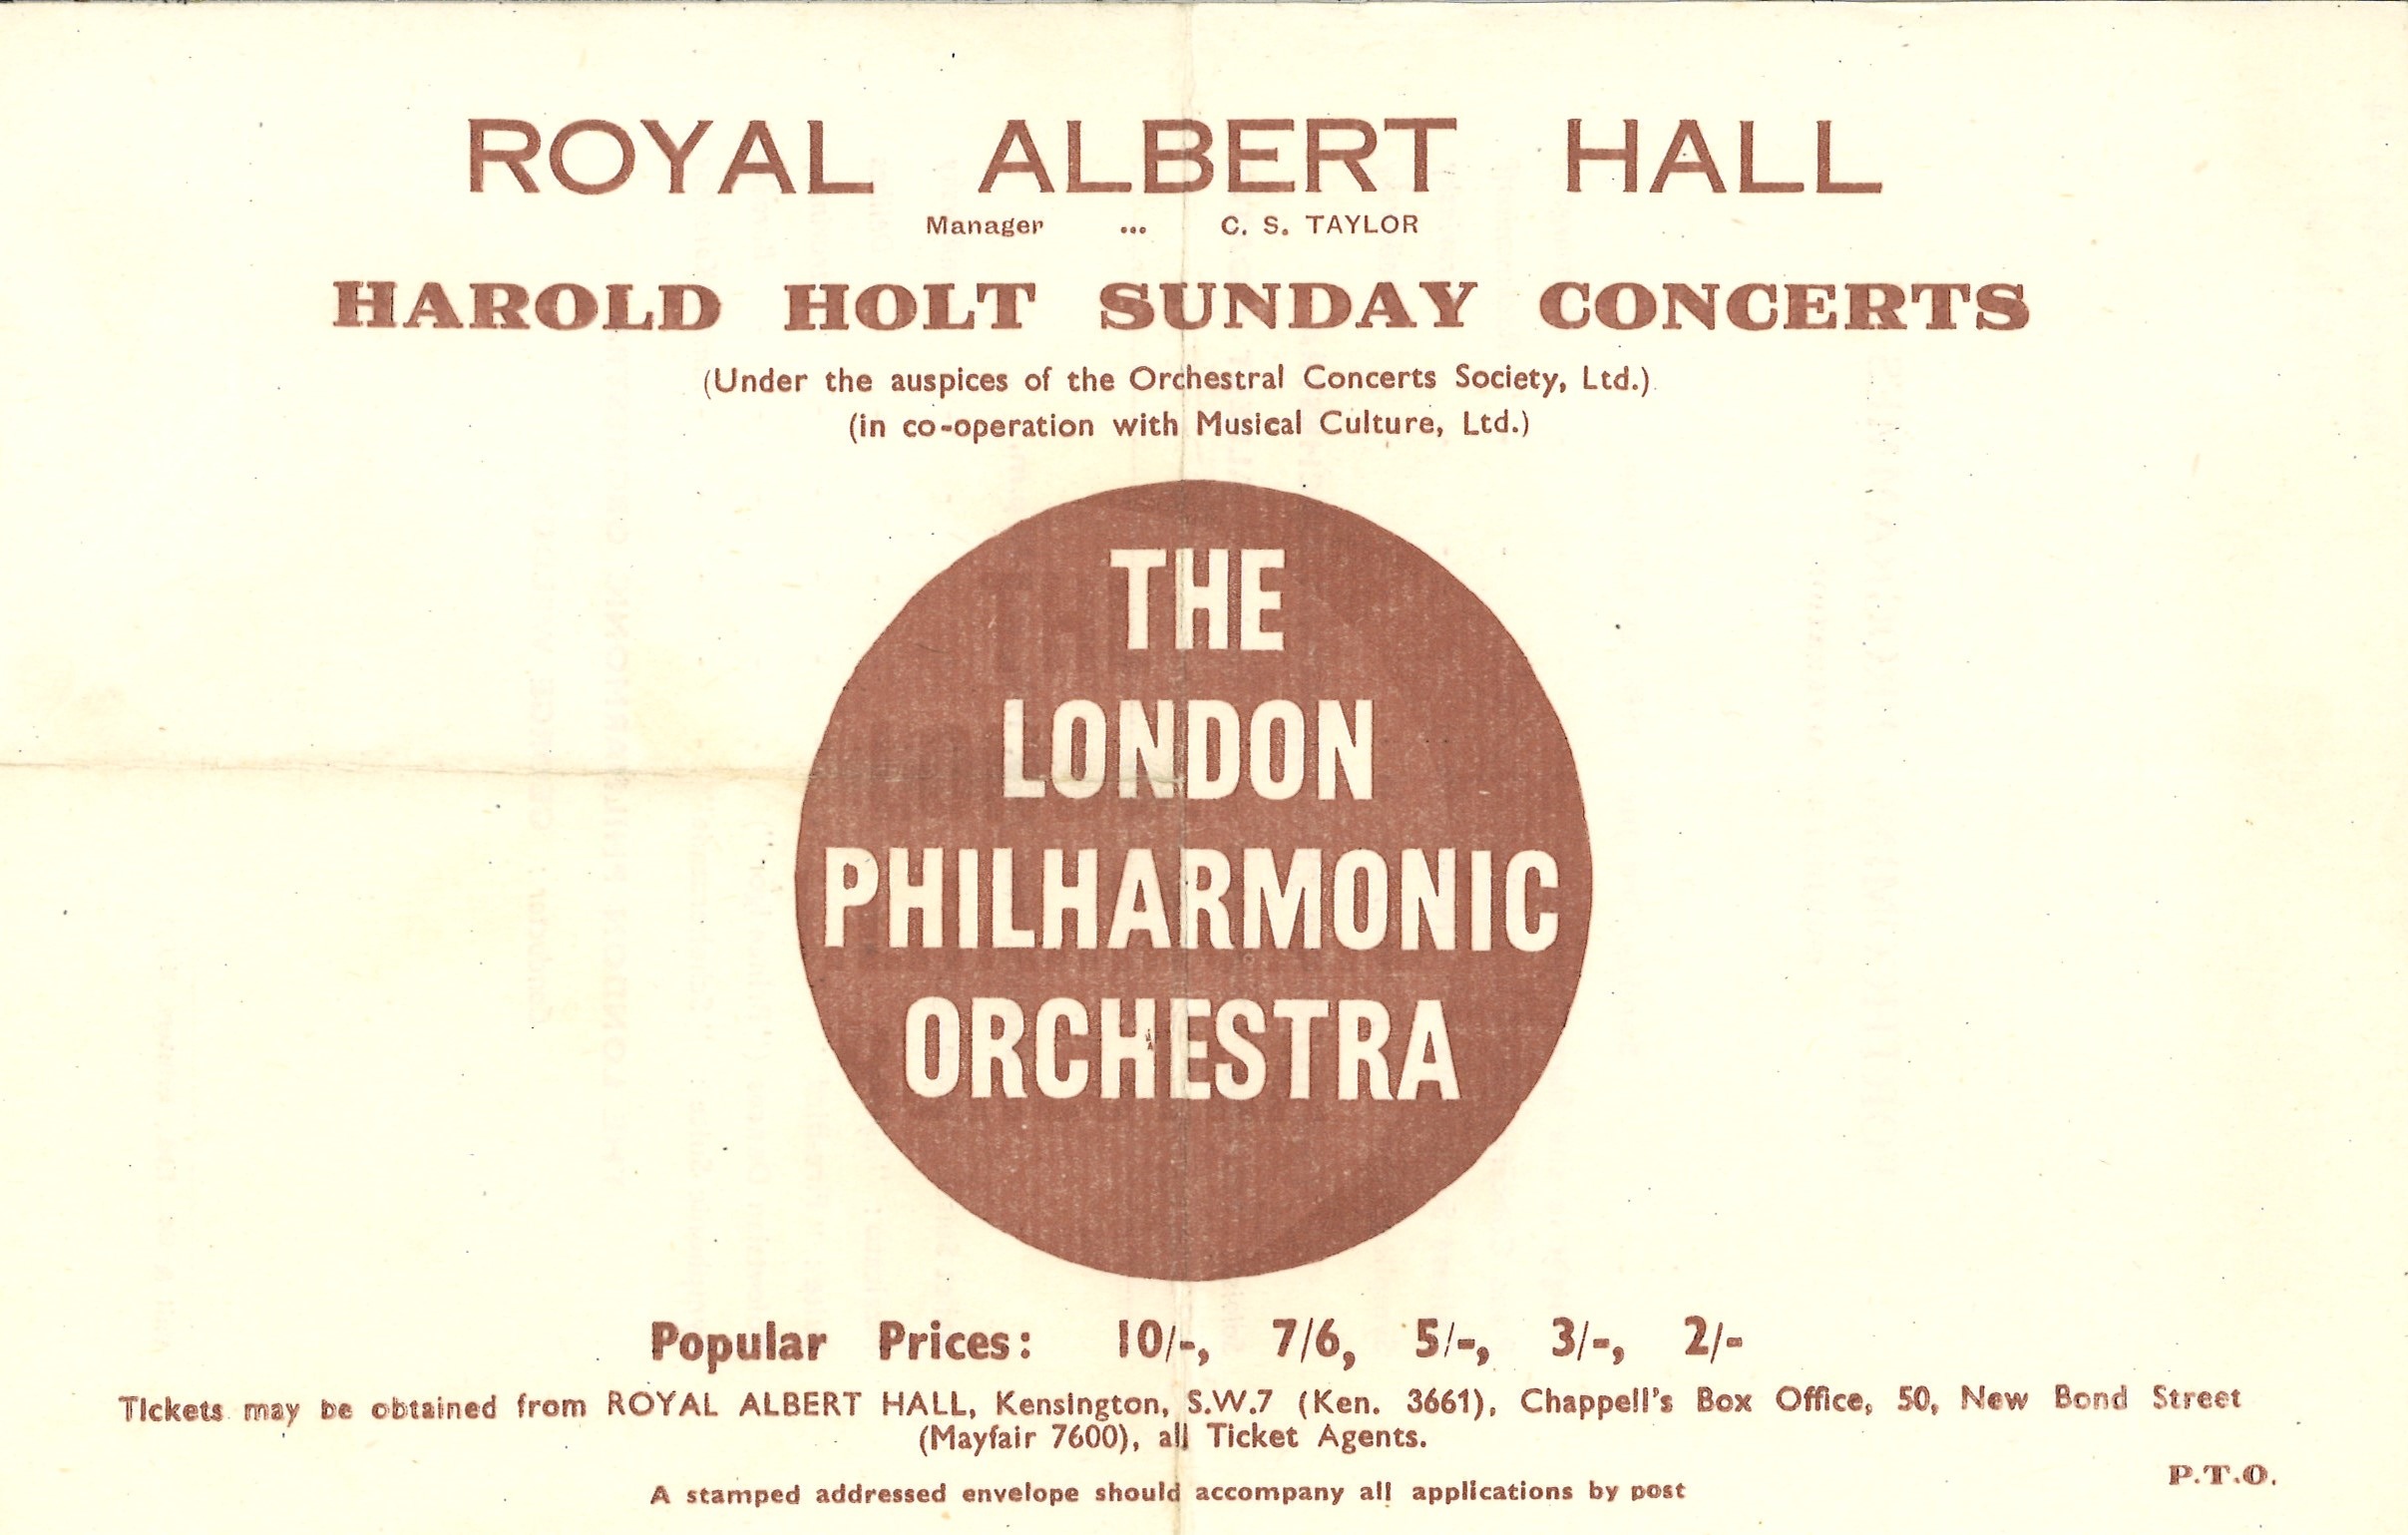 ROYAL ALBERT HALL
Manager ... C. S. TAYLOR
HAROLD HOLT SUNDAY CONCERTS
(Under the auspices of the Orchestral Concerts Society, Ltd.)
(in co-operation with Musical Culture, Ltd.)
THE
LONDON
PHILHARMONIC
ORCHESTRA
Popular Prices: 10/-, 7/6, 5/-, 3/-, 2/-
Tickets may be obtained from ROYAL ALBERT HALL, Kensington, S.W.7 (Ken. 3661), Chappell's Box Office, 50, New Bond Street
(Mayfair 7600), all Ticket Agents.
P.T.O.
A stamped addressed envelope should accompany all applications by post